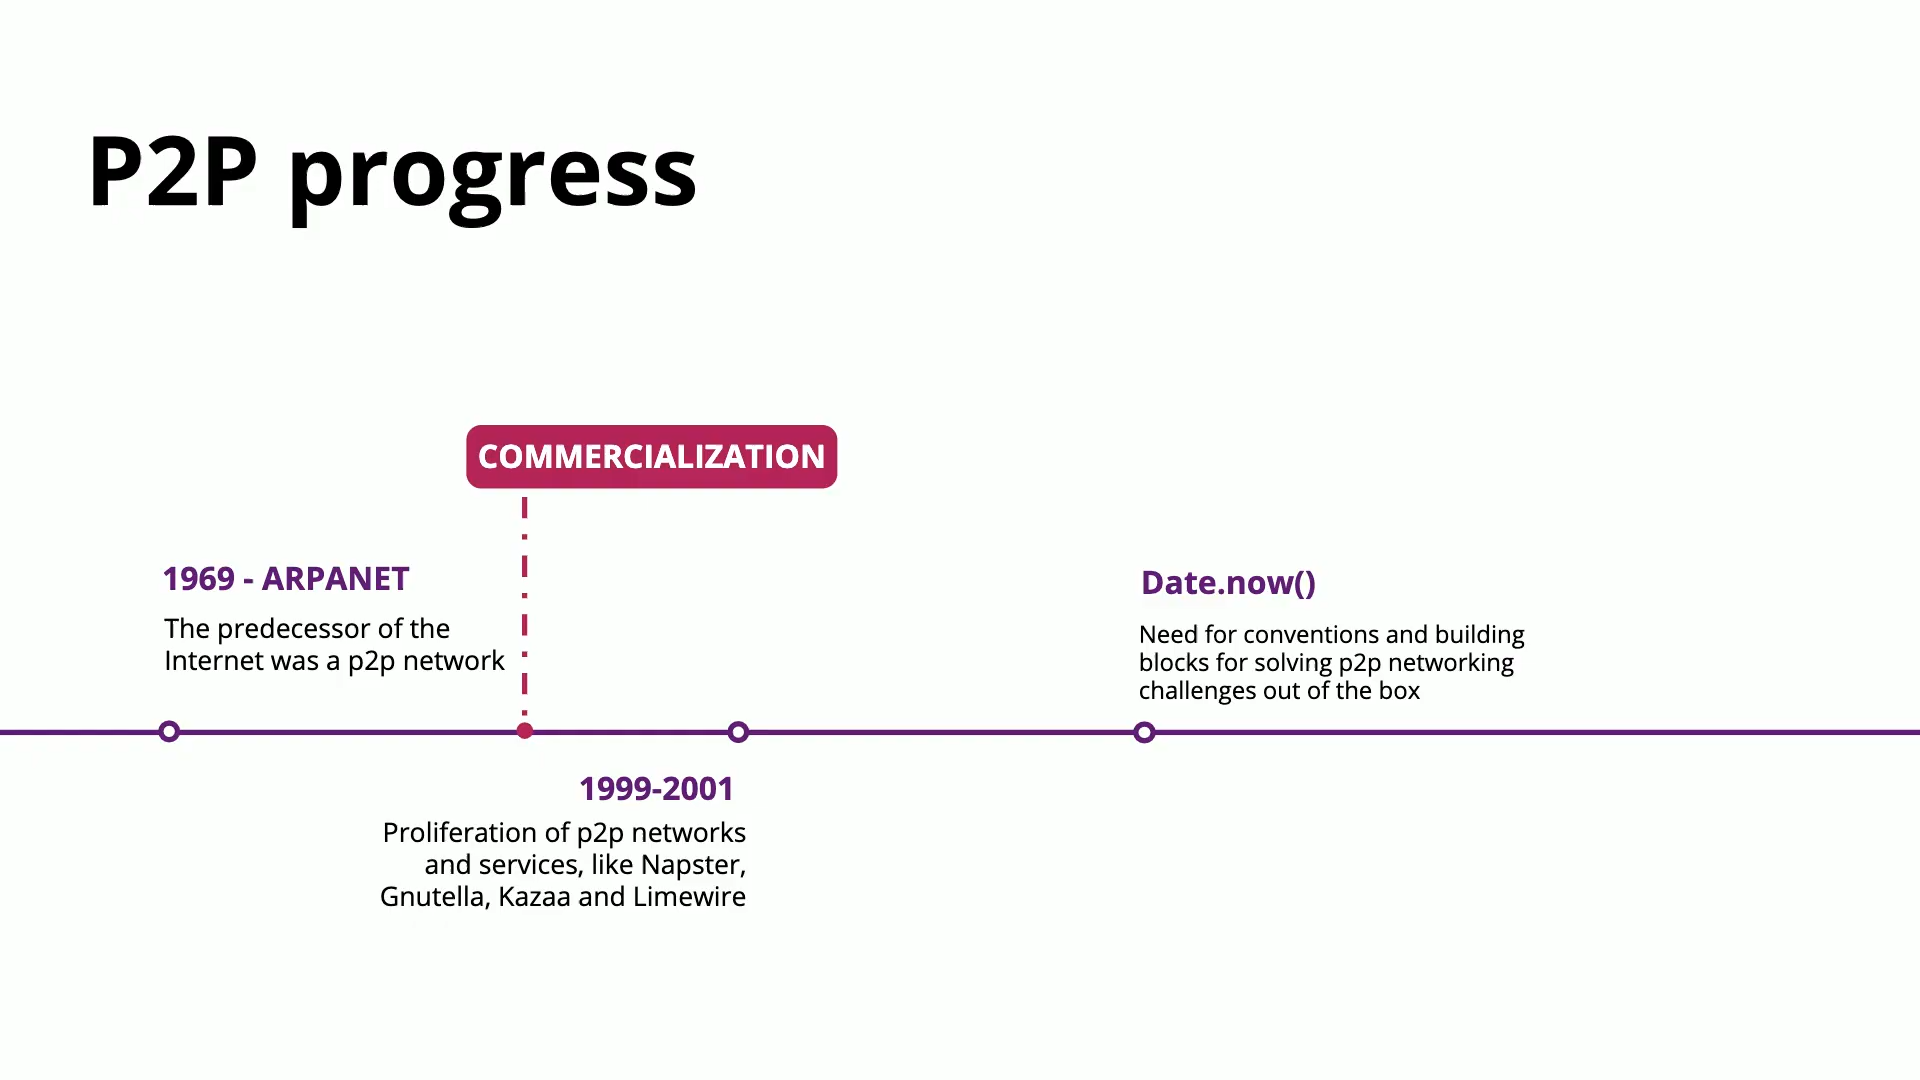 P2P progress
COMMERCIALIZATION
1969 - ARPANET
The predecessor of the
Internet was a p2p network
Date.now()
Need for conventions and building
blocks for solving p2p networking
challenges out of the box
1999-2001
Proliferation of p2p networks
and services, like Napster,
Gnutella, Kazaa and Limewire